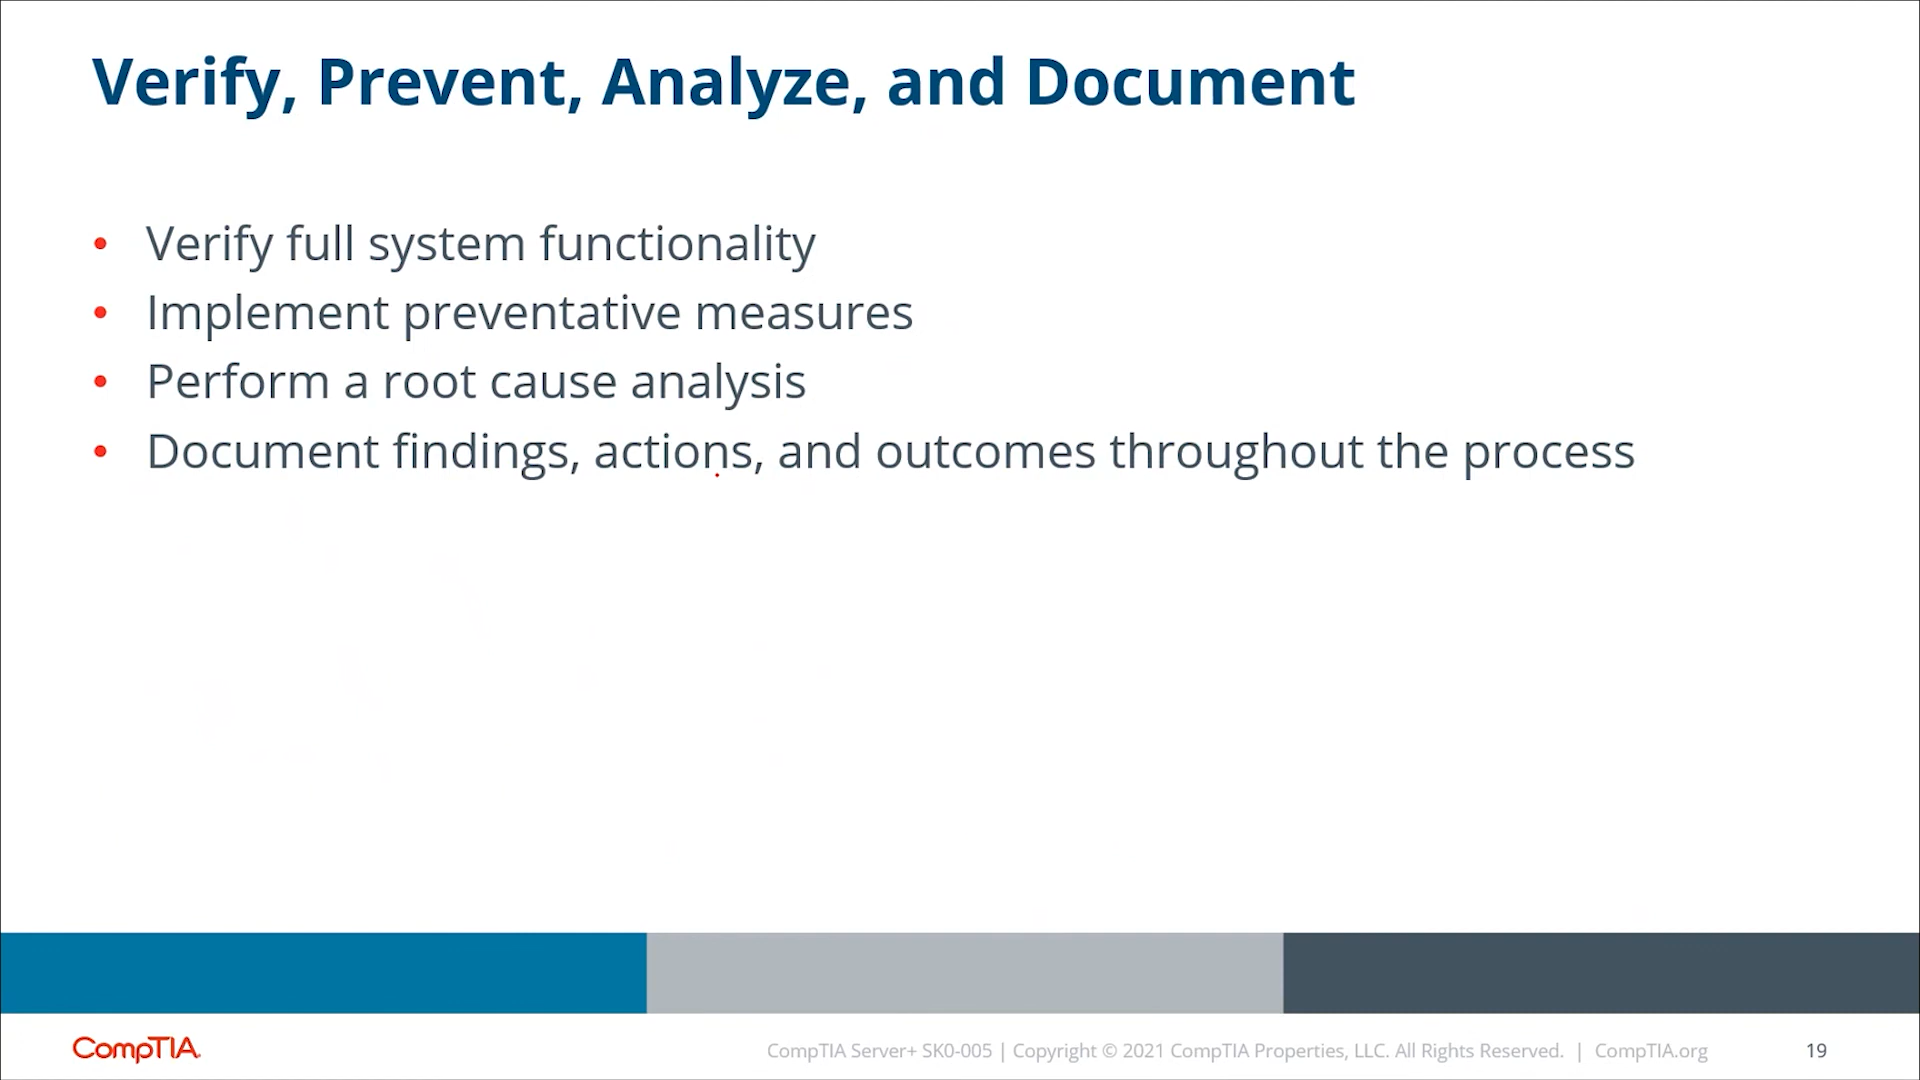 Verify, Prevent, Analyze, and Document
• Verify full system functionality
• Implement preventative measures
• Perform a root cause analysis
• Document findings, actions, and outcomes throughout the process
CompTIA.
CompTIA Server+ SK0-005 | Copyright © 2021 CompTIA Properties, LLC. All Rights Reserved. | CompTIA.org
19